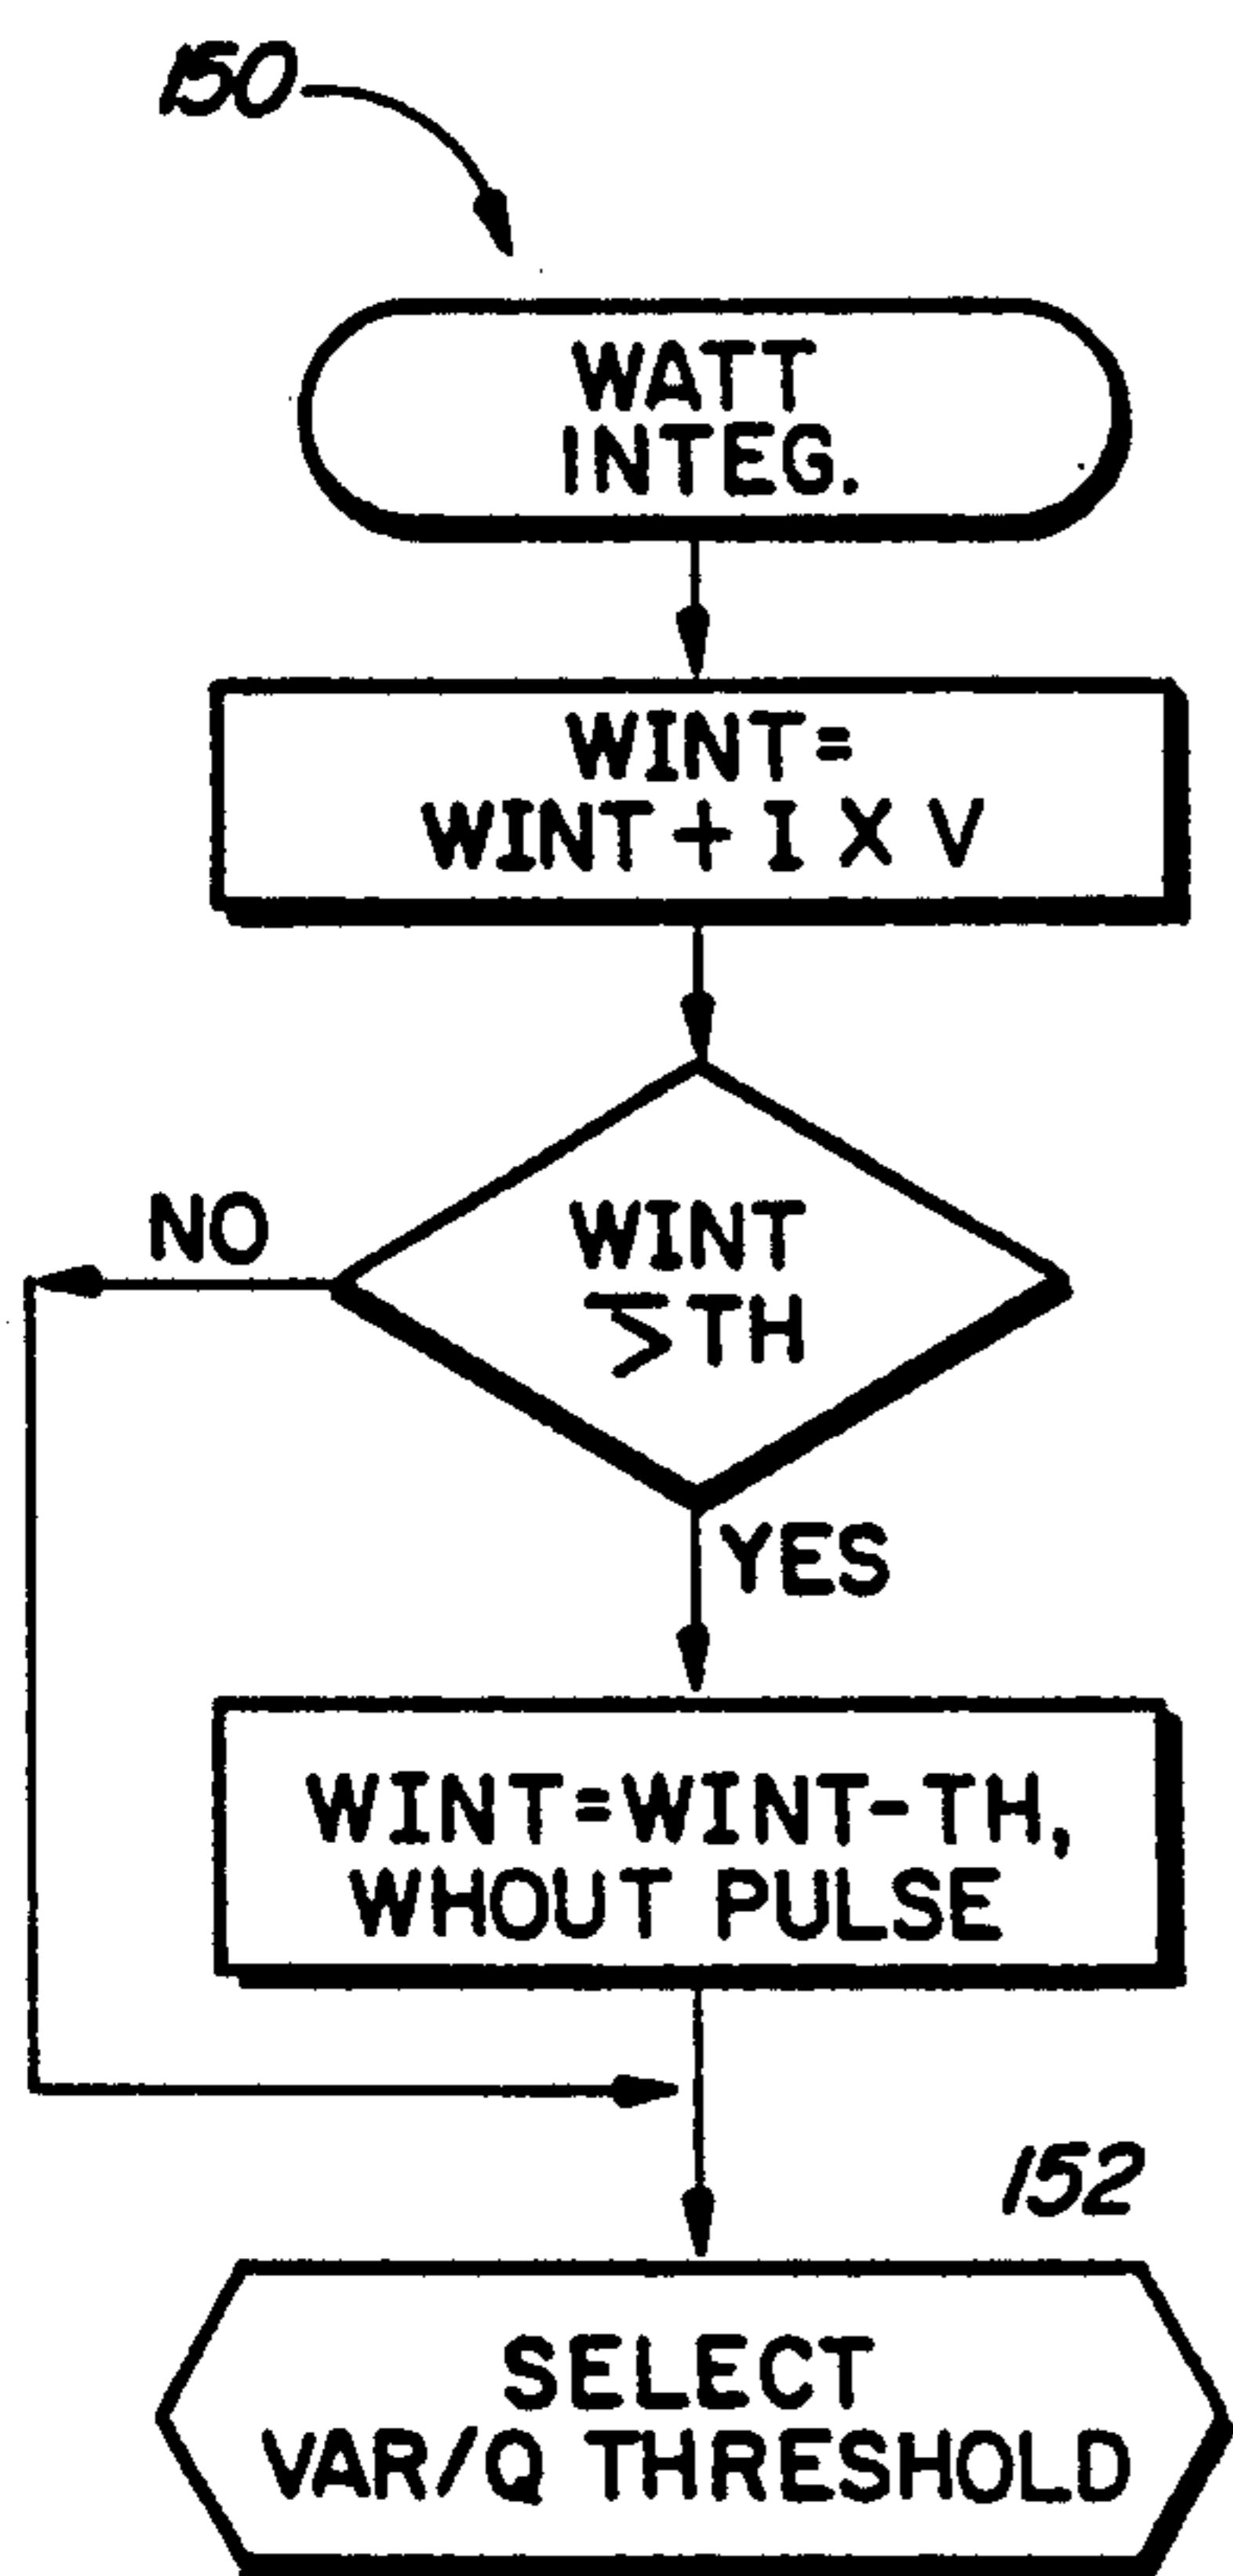 150
WATT
INTEG.
WINT=
WINT + I X V
NO
WINT
⋝ TH
YES
WINT=WINT-TH,
WHOUT PULSE
152
SELECT
VAR/Q THRESHOLD